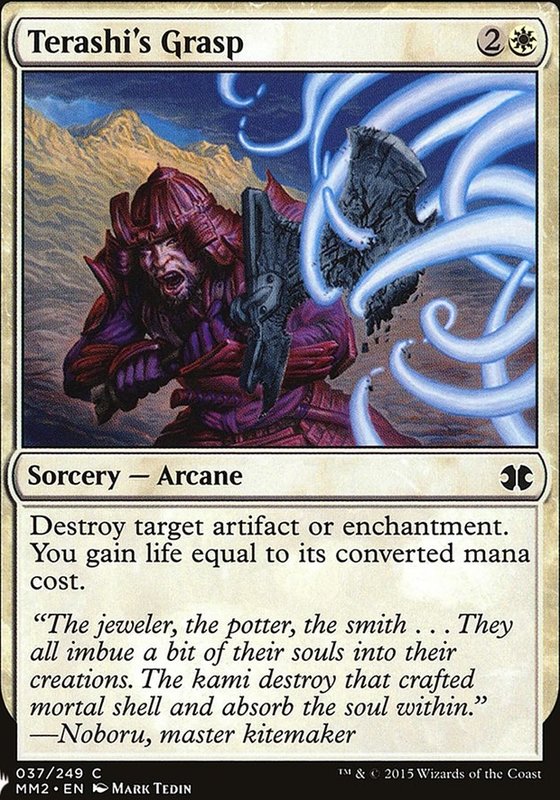 Terashi's Grasp 2
Sorcery — Arcane
Destroy target artifact or enchantment.
You gain life equal to its converted mana
cost.
“The jeweler, the potter, the smith . . . They
all imbue a bit of their souls into their
creations. The kami destroy that crafted
mortal shell and absorb the soul within.”
—Noboru, master kitemaker
037/249 C
MM2 • EN Mark Tedin
™ & © 2015 Wizards of the Coast